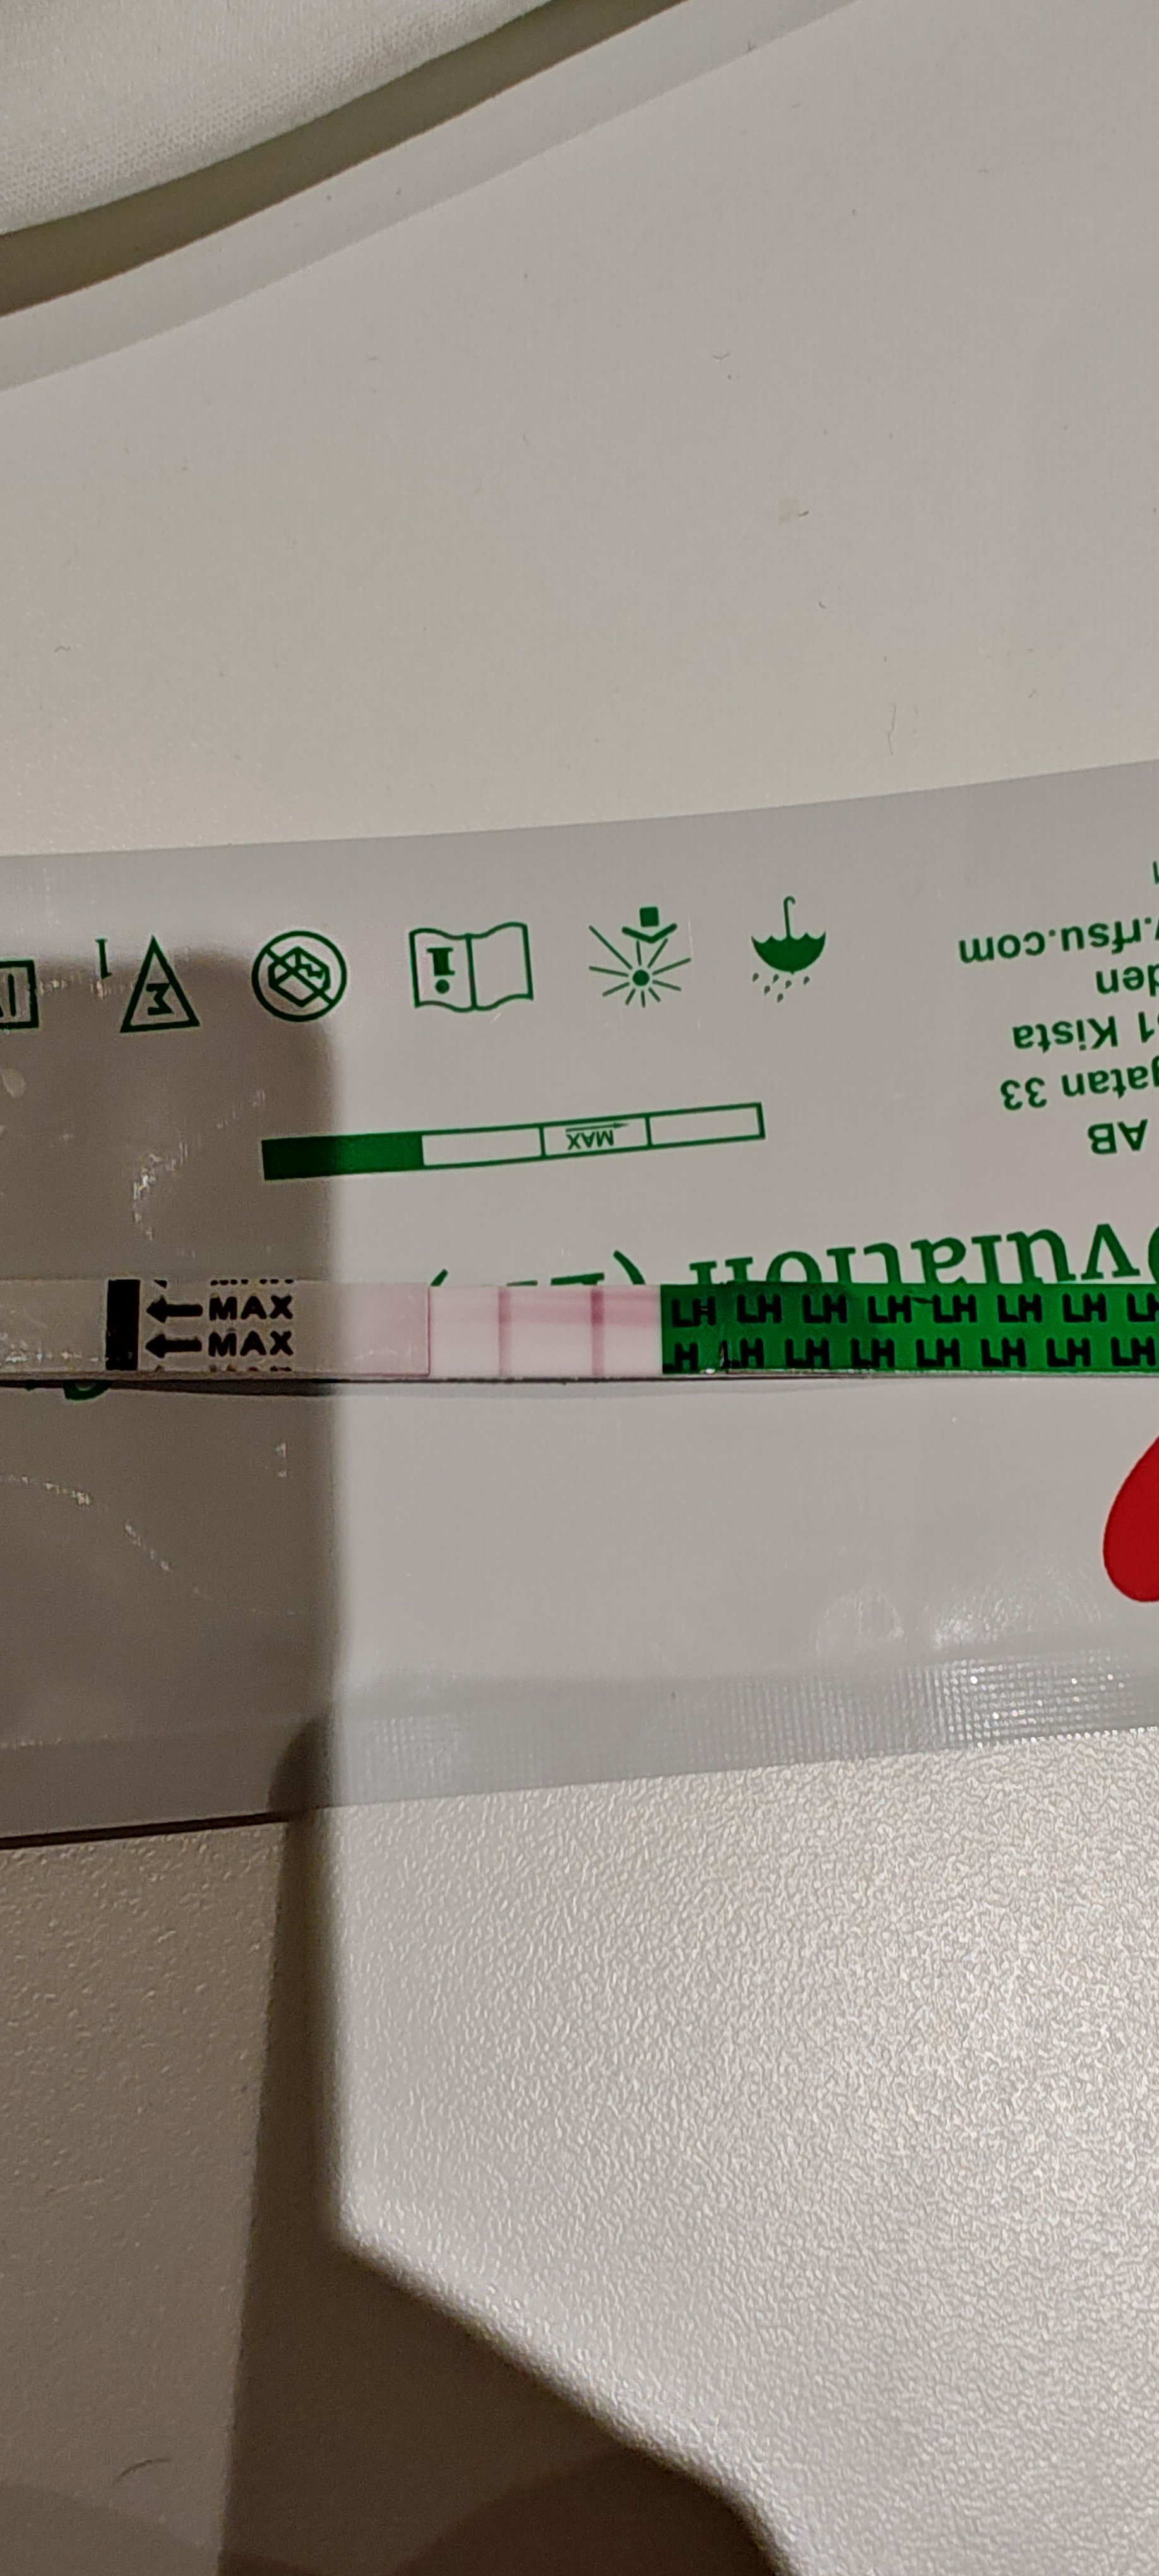 MAX
MAX
LH LH LH LH LH LH LH LH
LH LH LH LH LH LH LH
vulation
AB
gatan 33
1 Kista
den
.rfsu.com
MAX
1